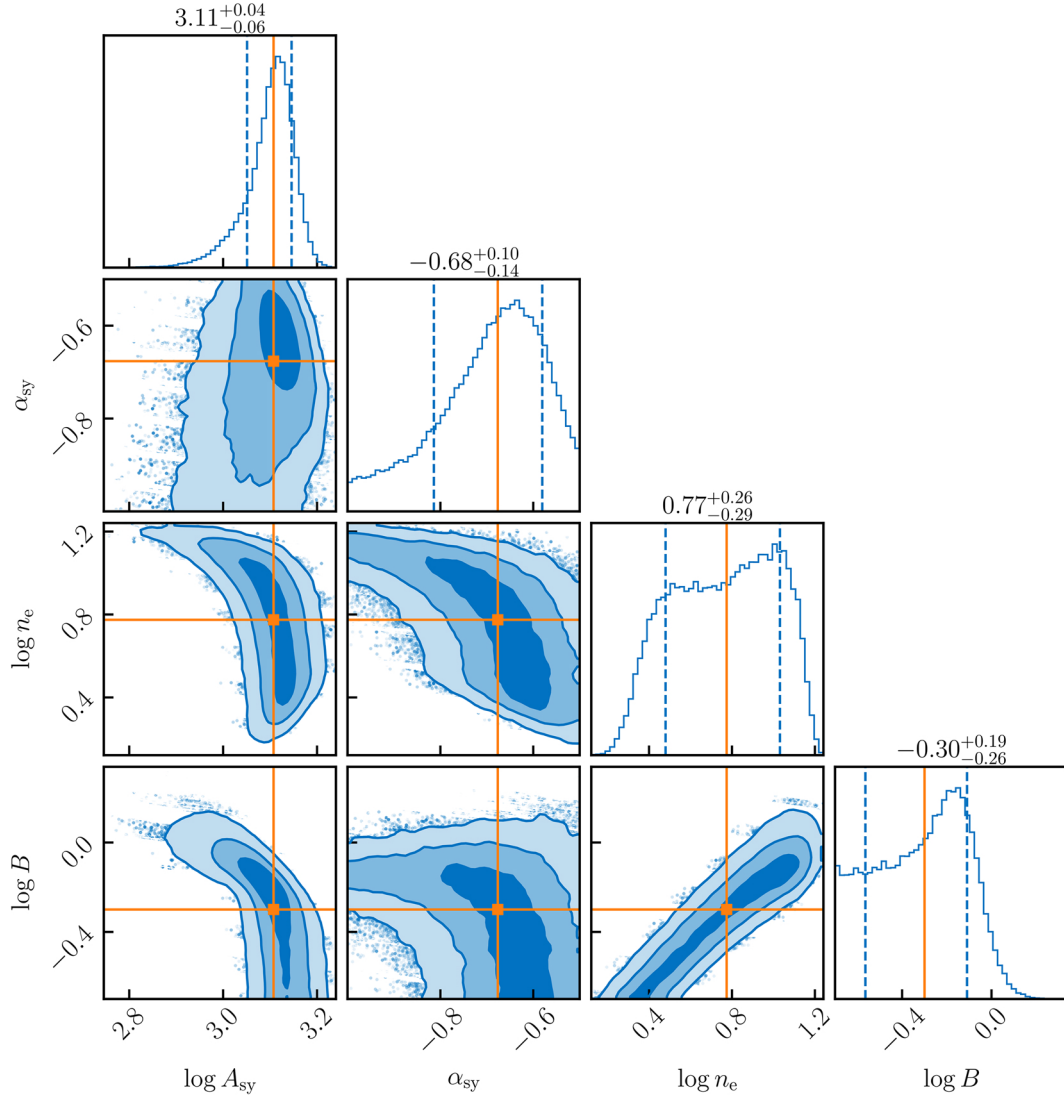 3.11^{+0.04}_{−0.06}
−0.68^{+0.10}_{−0.14}
−0.6
−0.8
α_sy
0.77^{+0.26}_{−0.29}
1.2
0.8
0.4
log n_e
−0.30^{+0.19}_{−0.26}
0.0
−0.4
log B
2.8 3.0 3.2 −0.8 −0.6 0.4 0.8 1.2 −0.4 0.0
log A_sy α_sy log n_e log B